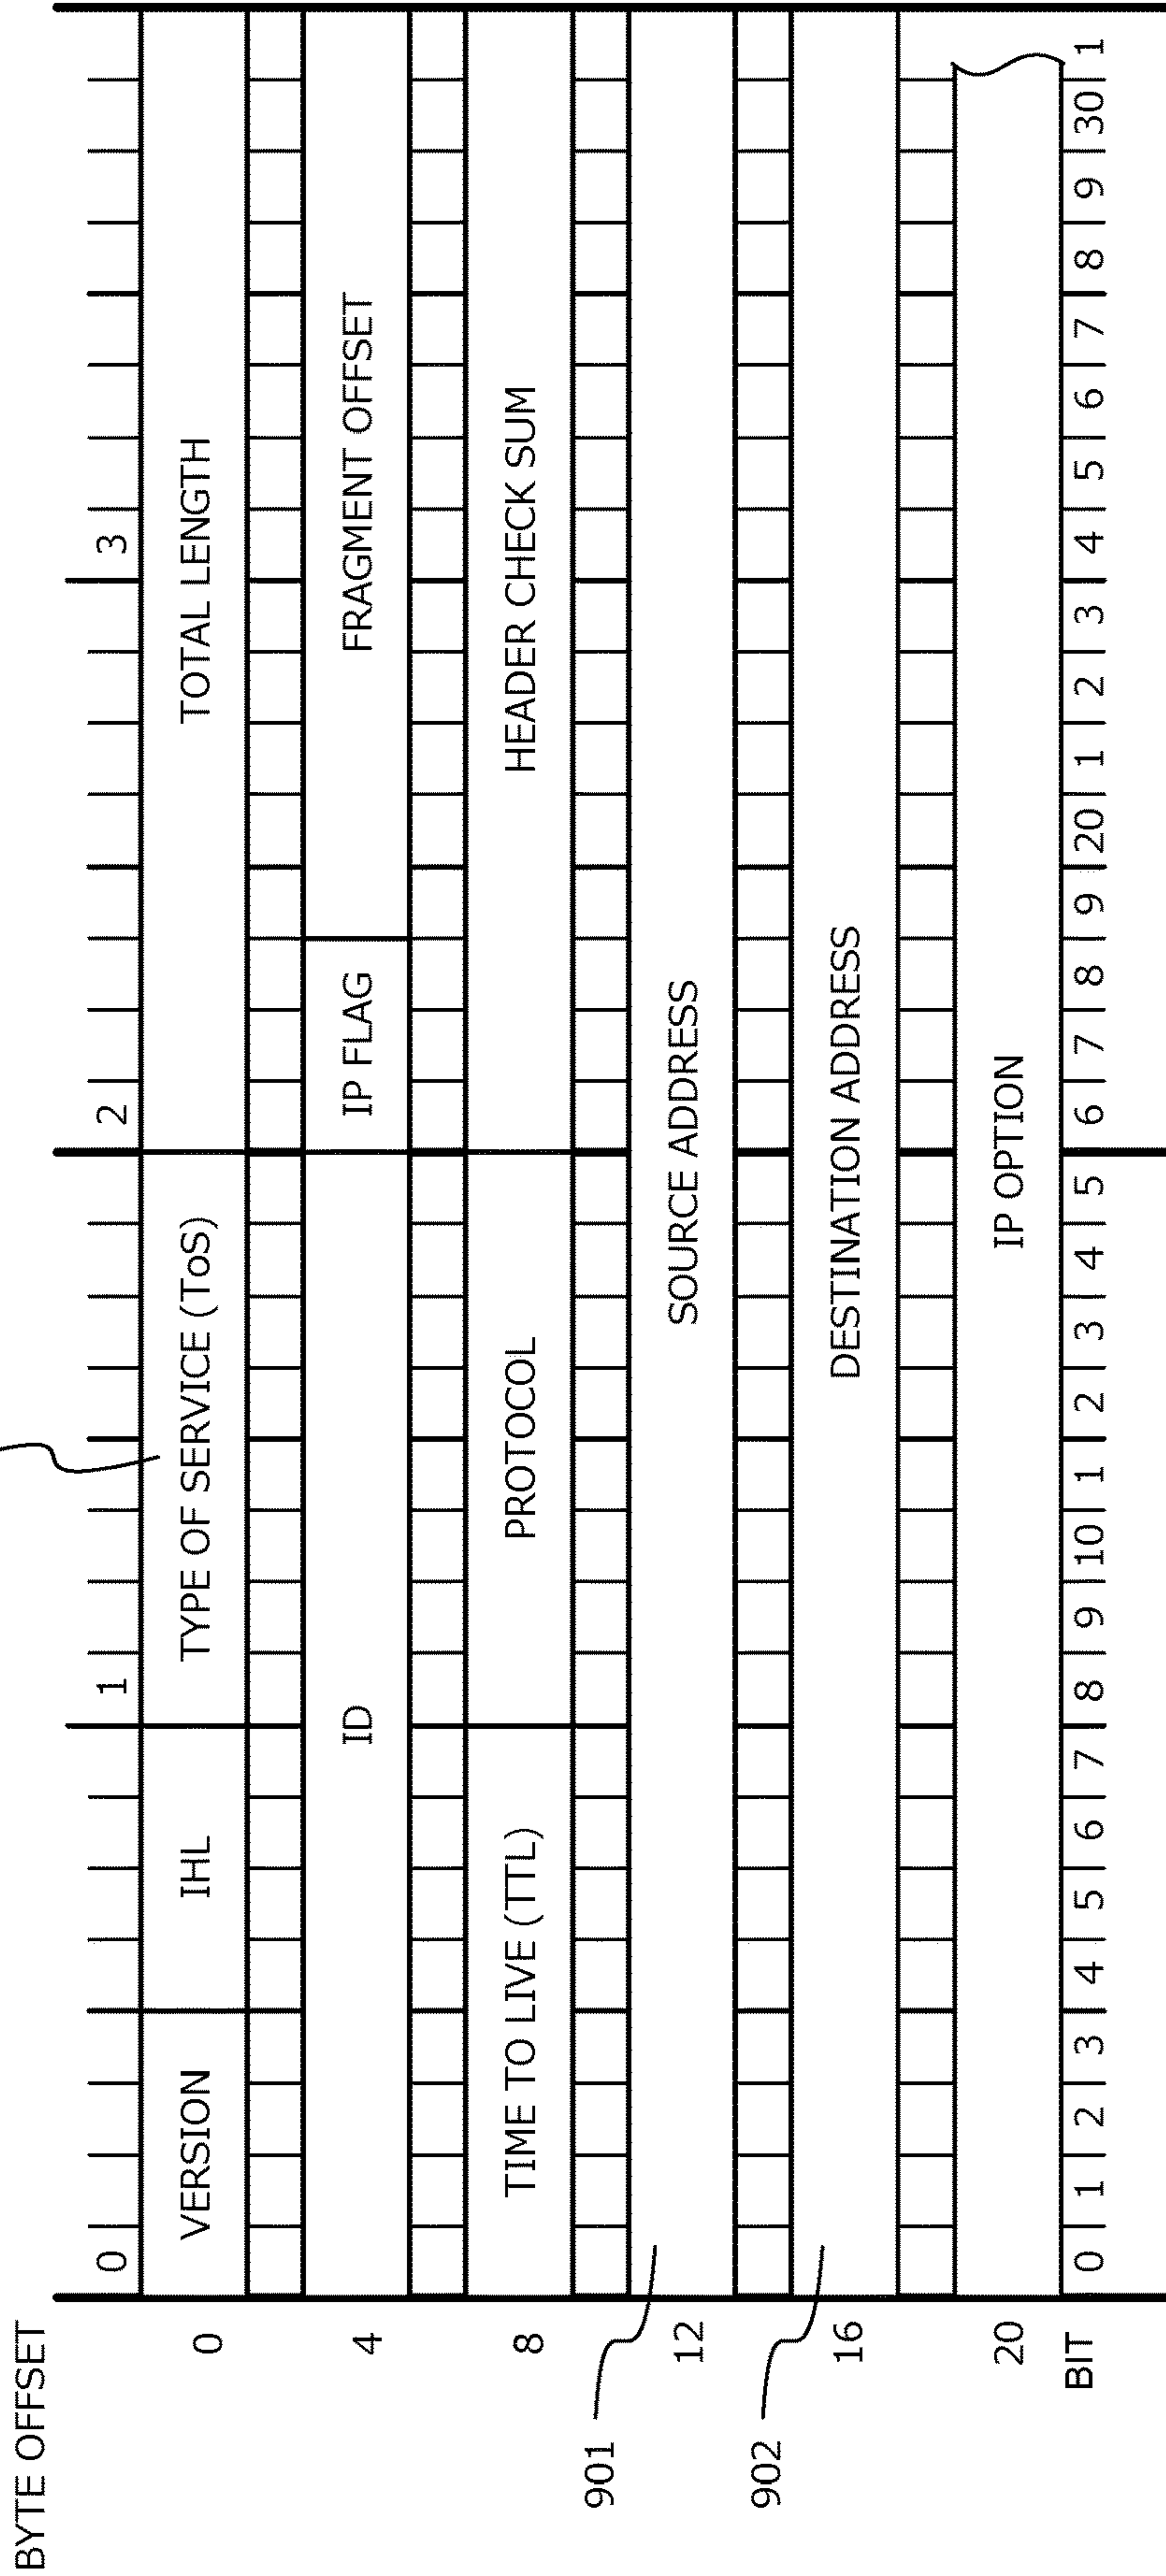 BYTE OFFSET
0 1 2 3
0 VERSION IHL TYPE OF SERVICE (ToS) TOTAL LENGTH
4 ID IP FLAG FRAGMENT OFFSET
8 TIME TO LIVE (TTL) PROTOCOL HEADER CHECK SUM
901
12 SOURCE ADDRESS
902
16 DESTINATION ADDRESS
20 IP OPTION
BIT 0 1 2 3 4 5 6 7 8 9 10 1 2 3 4 5 6 7 8 9 20 1 2 3 4 5 6 7 8 9 30 1